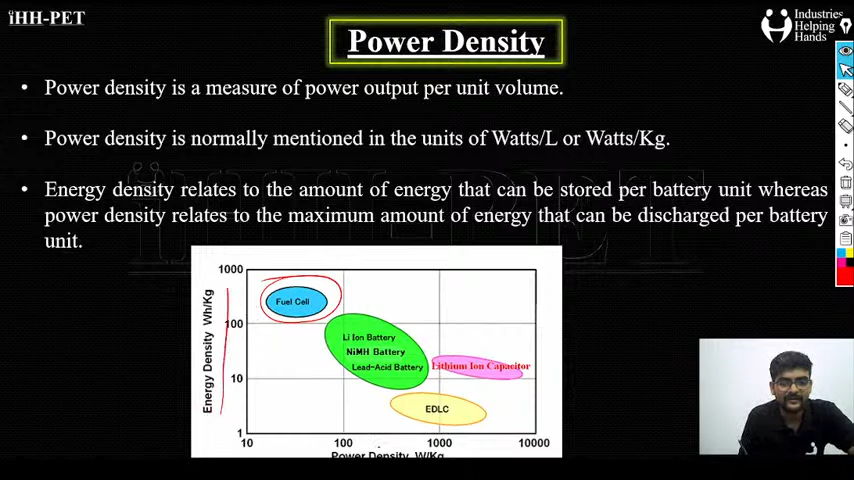 iHH-PET
Power Density
Industries
Helping
Hands
• Power density is a measure of power output per unit volume.
• Power density is normally mentioned in the units of Watts/L or Watts/Kg.
• Energy density relates to the amount of energy that can be stored per battery unit whereas
power density relates to the maximum amount of energy that can be discharged per battery
unit.
Energy Density Wh/Kg
1000
100
10
1
Fuel Cell
Li Ion Battery
NiMH Battery
Lead-Acid Battery
Lithium Ion Capacitor
EDLC
10 100 1000 10000
Power Density, W/Kg